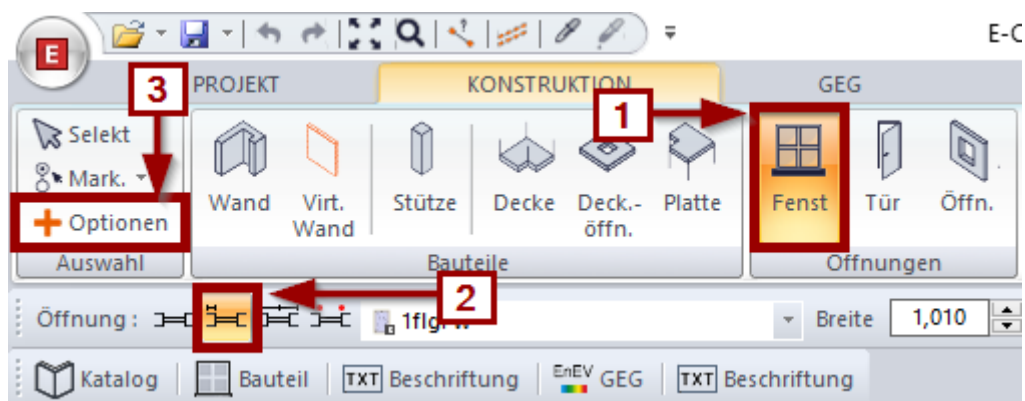 E-C
E
PROJEKT KONSTRUKTION GEG
3
1
Selekt
Mark.
Optionen
Wand Virt. Wand Stütze Decke Deck.-öffn. Platte Fenst Tür Öffn.
Auswahl Bauteile Öffnungen
2
Öffnung : Breite 1,010
Katalog Bauteil TXT Beschriftung EnEV GEG TXT Beschriftung